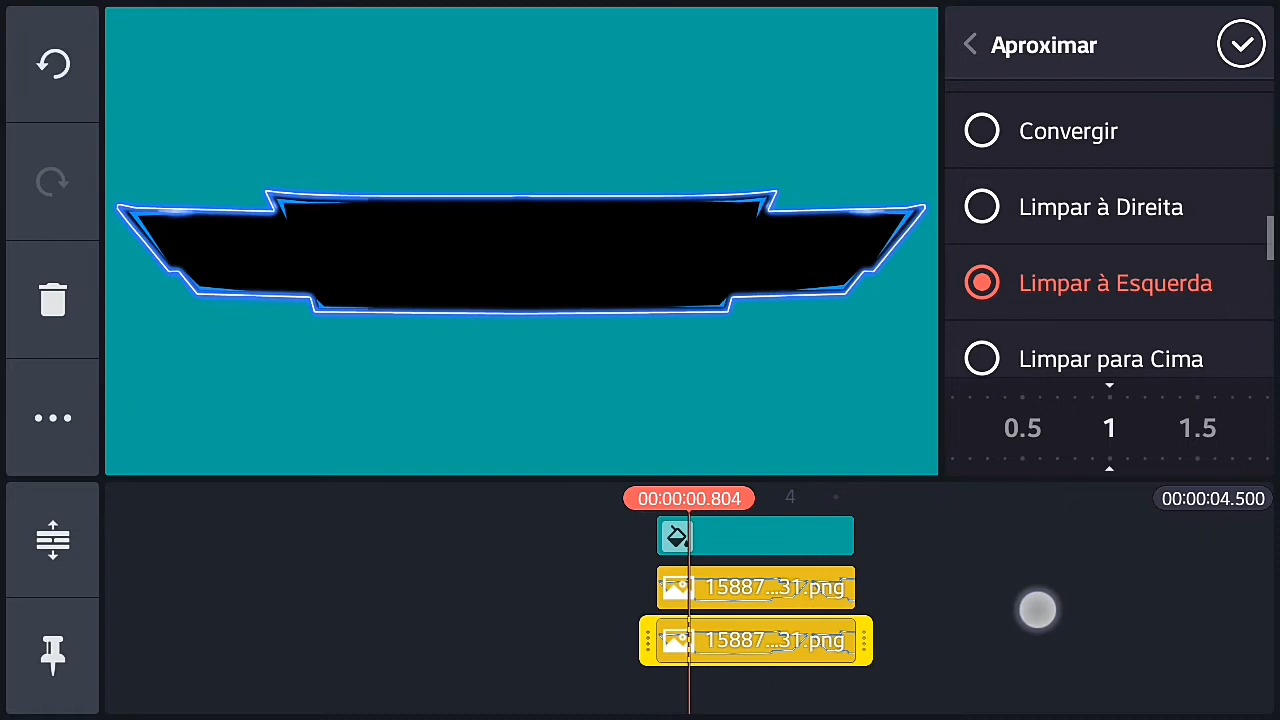 Aproximar
Convergir
Limpar à Direita
Limpar à Esquerda
Limpar para Cima
0.5 1 1.5
00:00:00.804 4 00:00:04.500
15887...31.png
15887...31.png